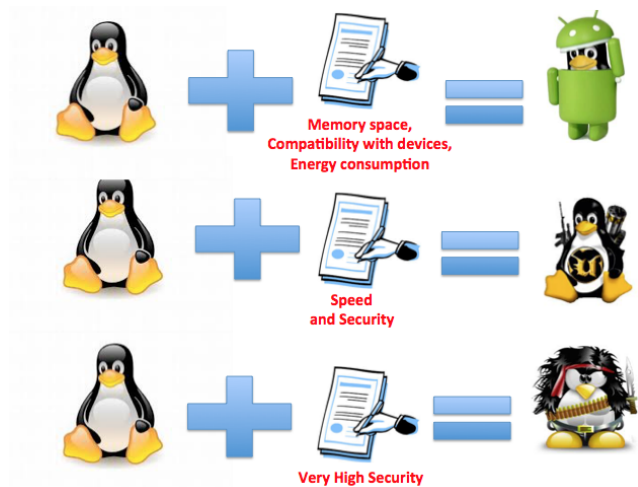 Memory space,
Compatibility with devices,
Energy consumption
Speed
and Security
Very High Security